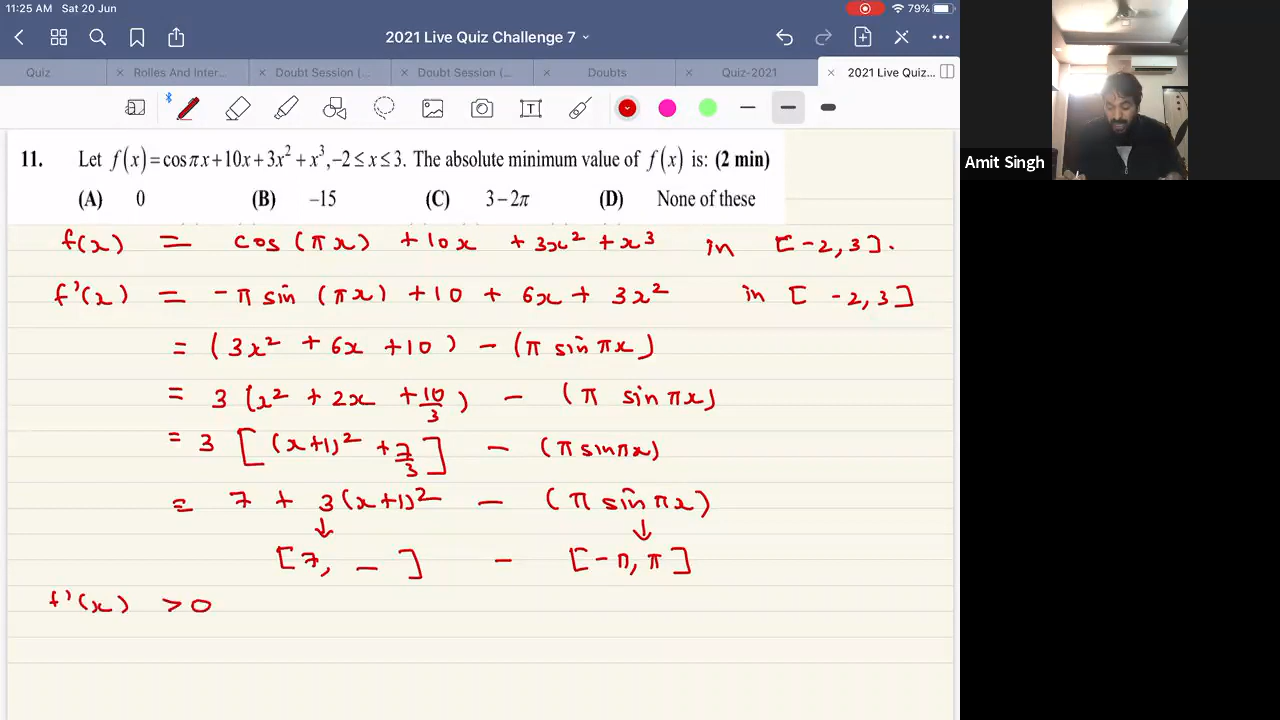 11:25 AM Sat 20 Jun
79%
2021 Live Quiz Challenge 7
Quiz
Rolles And Inter...
Doubt Session (...
Doubt Session (...
Doubts
Quiz-2021
2021 Live Quiz...
11. Let f(x)=cosπx+10x+3x²+x³,−2≤x≤3. The absolute minimum value of f(x) is: (2 min)
(A) 0 (B) −15 (C) 3−2π (D) None of these
Amit Singh
f(x) = cos (πx) +10x +3x² +x³ in [-2,3].
f'(x) = -π sin (πx) +10 + 6x + 3x² in [-2,3]
= (3x² + 6x +10) - (π sin πx)
= 3 (x² + 2x +10/3) - (π sin πx)
= 3 [(x+1)² +7/3] - (π sin πx)
= 7 + 3(x+1)² - (π sin πx)
↓ ↓
[7, _ ] - [-π, π]
f'(x) >0